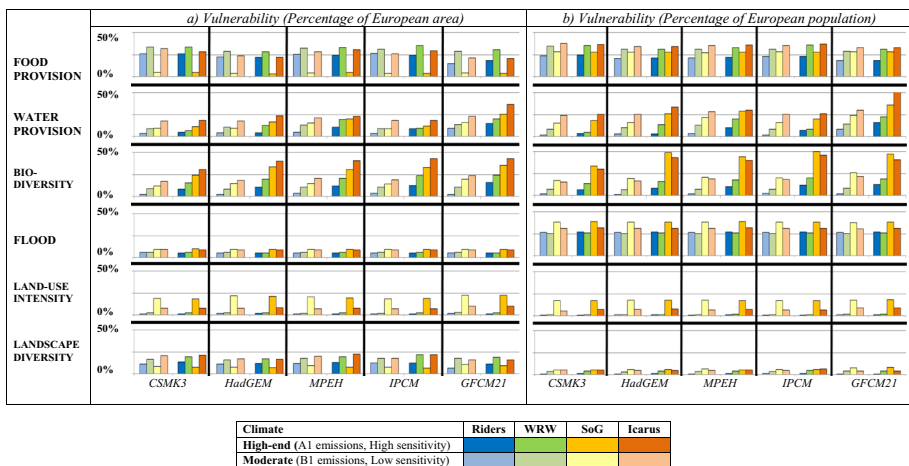 a) Vulnerability (Percentage of European area)
b) Vulnerability (Percentage of European population)
50%
FOOD
PROVISION
0%
50%
WATER
PROVISION
0%
50%
BIO-
DIVERSITY
0%
50%
FLOOD
0%
50%
LAND-USE
INTENSITY
0%
50%
LANDSCAPE
DIVERSITY
0%
CSMK3 HadGEM MPEH IPCM GFCM21
CSMK3 HadGEM MPEH IPCM GFCM21
Climate Riders WRW SoG Icarus
High-end (A1 emissions, High sensitivity)
Moderate (B1 emissions, Low sensitivity)